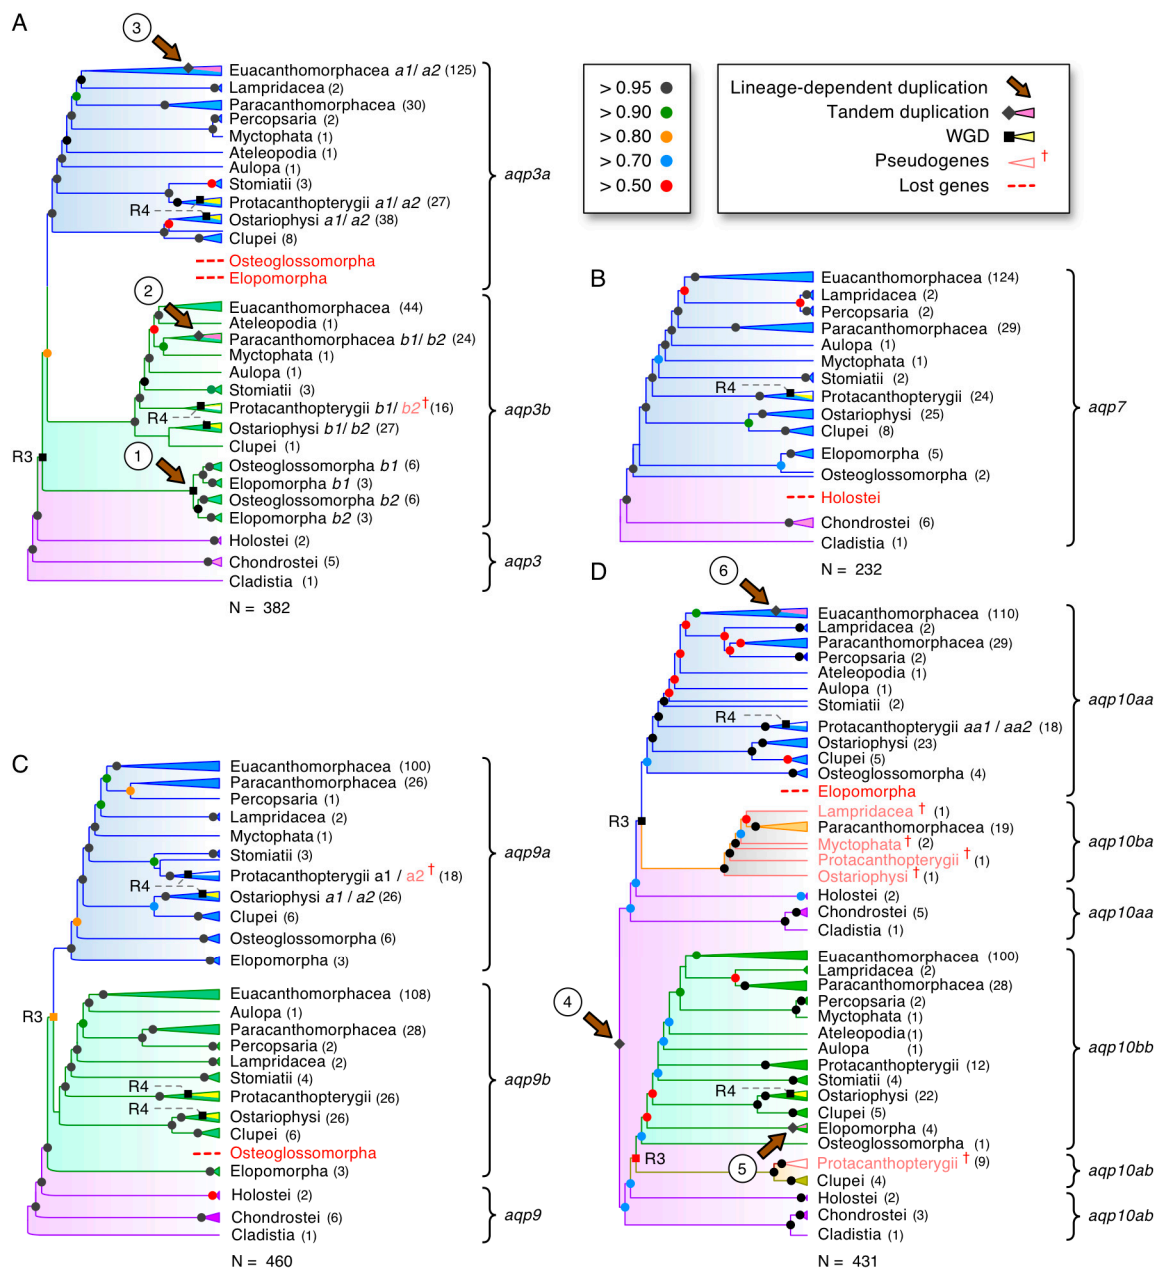 A
3
Euacanthomorphacea a1/ a2 (125)
Lampridacea (2)
Paracanthomorphacea (30)
Percopsaria (2)
Myctophata (1)
Ateleopodia (1)
Aulopa (1)
Stomiatii (3)
Protacanthopterygii a1/ a2 (27)
R4
Ostariophysi a1/ a2 (38)
Clupei (8)
Osteoglossomorpha
Elopomorpha
aqp3a
2
Euacanthomorphacea (44)
Ateleopodia (1)
Paracanthomorphacea b1/ b2 (24)
Myctophata (1)
Aulopa (1)
Stomiatii (3)
Protacanthopterygii b1/ b2† (16)
R4
Ostariophysi b1/ b2 (27)
Clupei (1)
1
Osteoglossomorpha b1 (6)
Elopomorpha b1 (3)
Osteoglossomorpha b2 (6)
Elopomorpha b2 (3)
aqp3b
R3
Holostei (2)
Chondrostei (5)
Cladistia (1)
aqp3
N = 382
> 0.95
> 0.90
> 0.80
> 0.70
> 0.50
Lineage-dependent duplication
Tandem duplication
WGD
Pseudogenes †
Lost genes
B
Euacanthomorphacea (124)
Lampridacea (2)
Percopsaria (2)
Paracanthomorphacea (29)
Aulopa (1)
Myctophata (1)
Stomiatii (2)
R4
Protacanthopterygii (24)
Ostariophysi (25)
Clupei (8)
Elopomorpha (5)
Osteoglossomorpha (2)
Holostei
Chondrostei (6)
Cladistia (1)
aqp7
N = 232
C
Euacanthomorphacea (100)
Paracanthomorphacea (26)
Percopsaria (1)
Lampridacea (2)
Myctophata (1)
Stomiatii (3)
Protacanthopterygii a1 / a2 † (18)
R4
Ostariophysi a1 / a2 (26)
Clupei (6)
Osteoglossomorpha (6)
Elopomorpha (3)
aqp9a
R3
Euacanthomorphacea (108)
Aulopa (1)
Paracanthomorphacea (28)
Percopsaria (2)
Lampridacea (2)
Stomiatii (4)
R4
Protacanthopterygii (26)
R4
Ostariophysi (26)
Clupei (6)
Osteoglossomorpha
Elopomorpha (3)
aqp9b
Holostei (2)
Chondrostei (6)
Cladistia (1)
aqp9
N = 460
D
6
Euacanthomorphacea (110)
Lampridacea (2)
Paracanthomorphacea (29)
Percopsaria (2)
Ateleopodia (1)
Aulopa (1)
Stomiatii (2)
R4
Protacanthopterygii aa1 / aa2 (18)
Ostariophysi (23)
Clupei (5)
Osteoglossomorpha (4)
Elopomorpha
aqp10aa
R3
Lampridacea † (1)
Paracanthomorphacea (19)
Myctophata † (2)
Protacanthopterygii † (1)
Ostariophysi † (1)
aqp10ba
Holostei (2)
Chondrostei (5)
Cladistia (1)
aqp10aa
4
Euacanthomorphacea (100)
Lampridacea (2)
Paracanthomorphacea (28)
Percopsaria (2)
Myctophata (1)
Ateleopodia (1)
Aulopa (1)
Protacanthopterygii (12)
Stomiatii (4)
R4
Ostariophysi (22)
Clupei (5)
Elopomorpha (4)
Osteoglossomorpha (1)
aqp10bb
5
R3
Protacanthopterygii † (9)
Clupei (4)
aqp10ab
Holostei (2)
Chondrostei (3)
Cladistia (1)
aqp10ab
N = 431